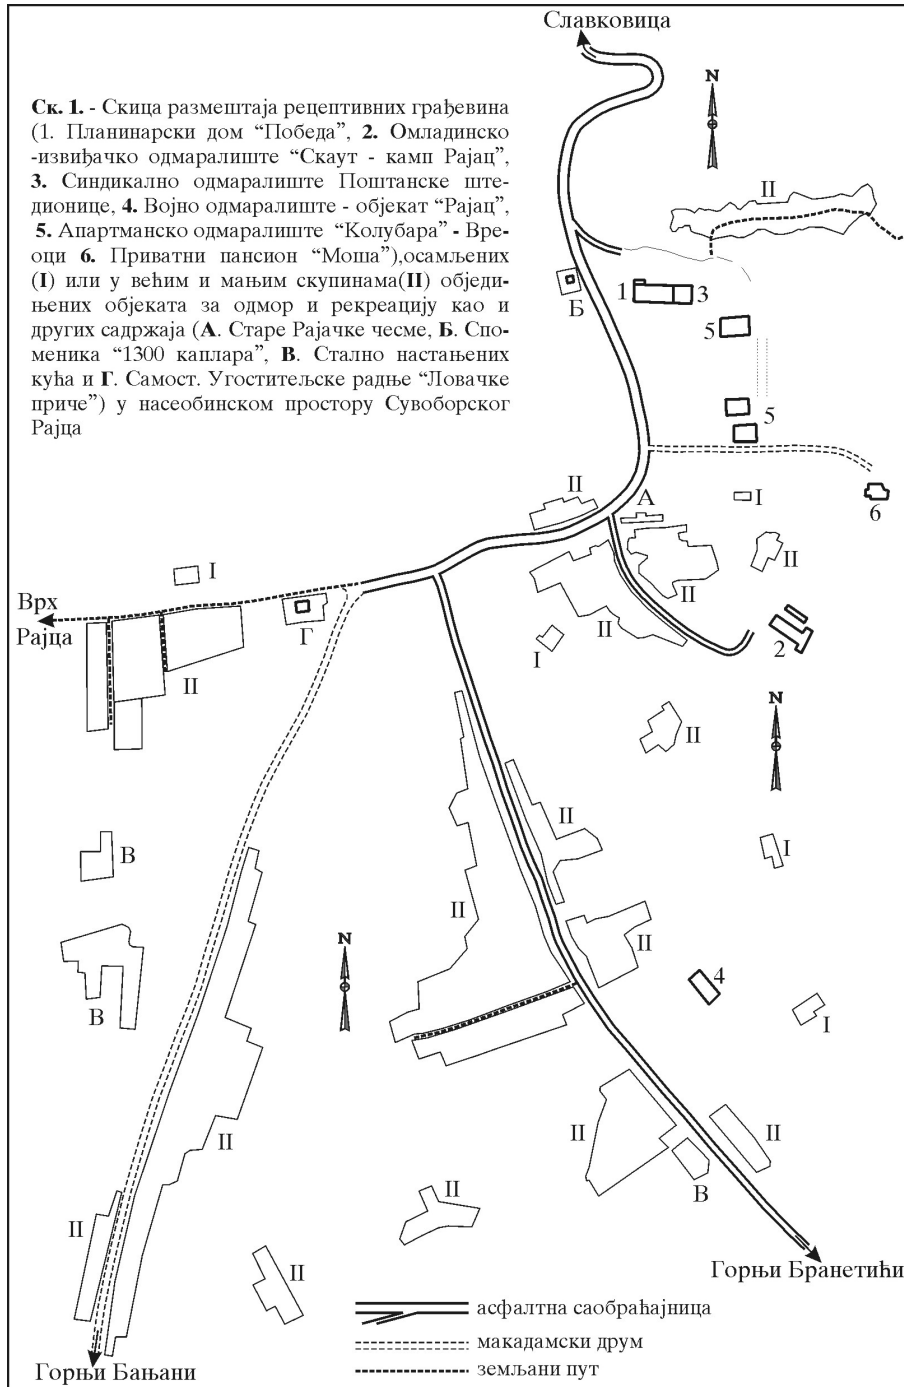 Славковица
N
Ск. 1. - Скица размештаја рецептивних грађевина
(1. Планинарски дом “Победа”, 2. Омладинско
-извиђачко одмаралиште “Скаут - камп Рајац”,
3. Синдикално одмаралиште Поштанске ште-
дионице, 4. Војно одмаралиште - објекат “Рајац”,
5. Апартманско одмаралиште “Колубара” - Вре-
оци 6. Приватни пансион “Моша”),осамљених
(I) или у већим и мањим скупинама(II) обједи-
њених објеката за одмор и рекреацију као и
других садржаја (А. Старе Рајачке чесме, Б. Спо-
меника “1300 каплара”, В. Стално настањених
кућа и Г. Самост. Угоститељске радње “Ловачке
приче”) у насеобинском простору Сувоборског
Рајца
II
Б
1
3
5
5
II
А
I
6
II
II
I
Врх
Рајца
Г
II
I
2
II
II
N
II
В
II
I
II
II
N
4
В
I
II
II
II
В
II
II
II
Горњи Бранетићи
Горњи Бањани
асфалтна саобраћајница
макадамски друм
земљани пут